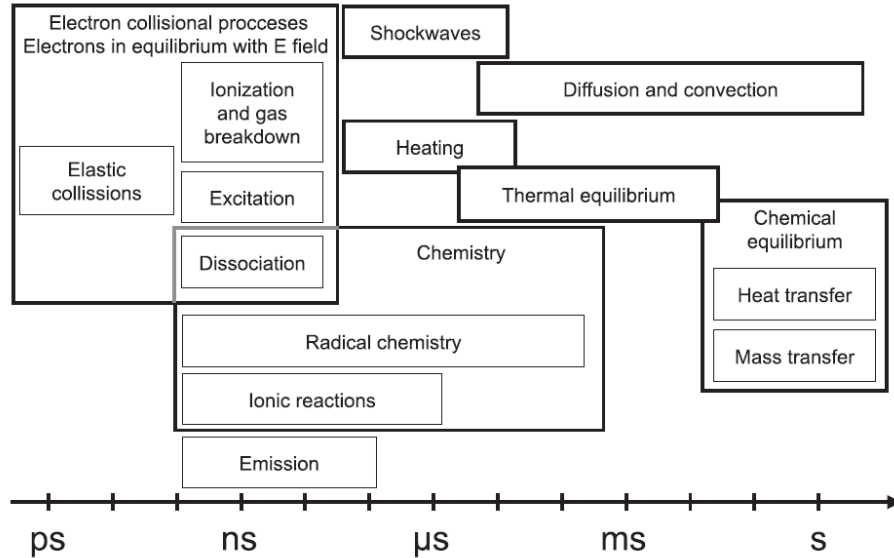 Electron collisional procceses
Electrons in equilibrium with E field
Shockwaves
Ionization
and gas
breakdown
Diffusion and convection
Elastic
collissions
Heating
Excitation
Thermal equilibrium
Dissociation
Chemistry
Chemical
equilibrium
Heat transfer
Radical chemistry
Mass transfer
Ionic reactions
Emission
ps
ns
μs
ms
s